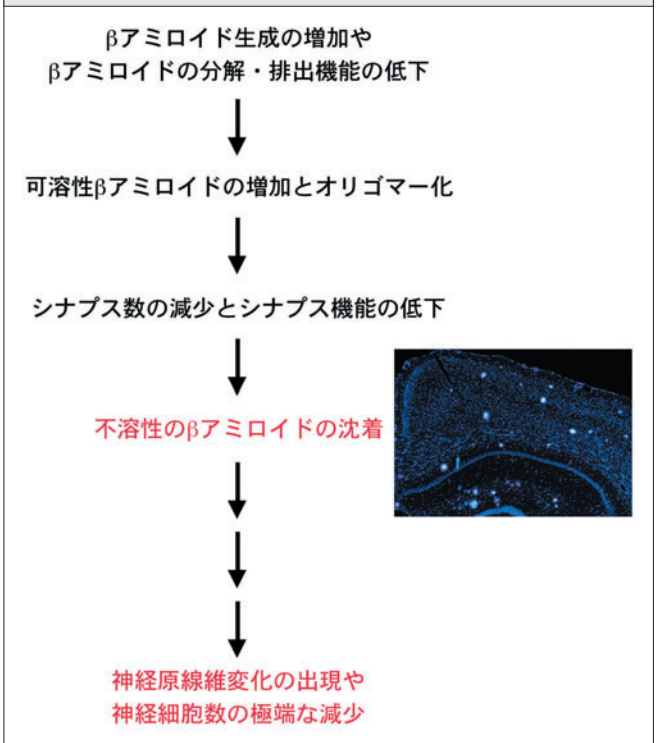 βアミロイド生成の増加や
βアミロイドの分解・排出機能の低下
可溶性βアミロイドの増加とオリゴマー化
シナプス数の減少とシナプス機能の低下
不溶性のβアミロイドの沈着
神経原線維変化の出現や
神経細胞数の極端な減少